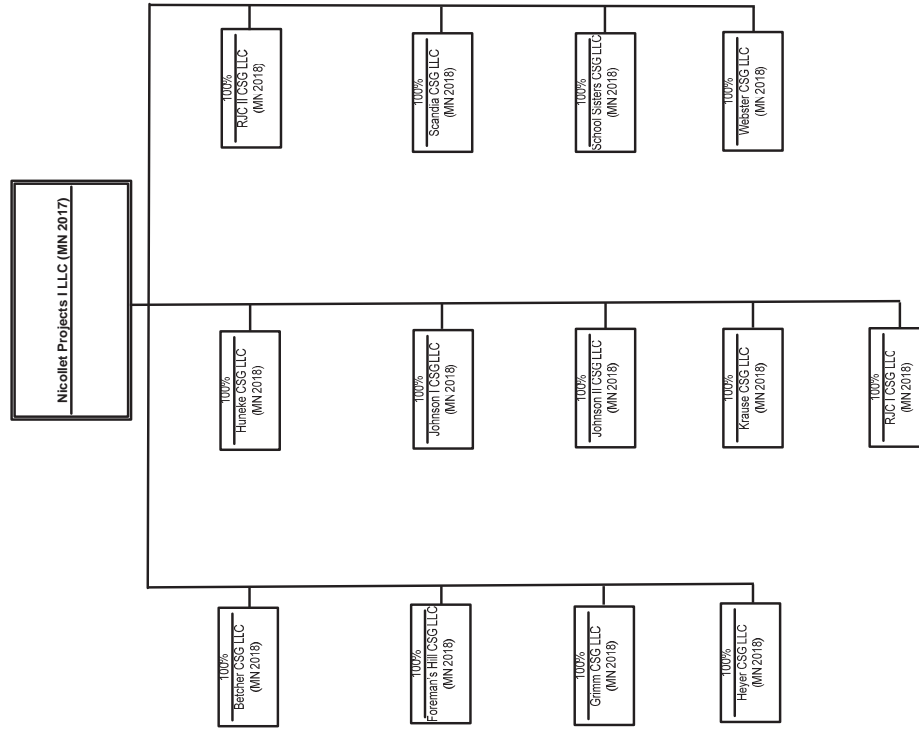 Nicollet Projects I LLC (MN 2017)
100%
Betcher CSG LLC
(MN 2018)
100%
Foreman's Hill CSG LLC
(MN 2018)
100%
Grimm CSG LLC
(MN 2018)
100%
Heyer CSG LLC
(MN 2018)
100%
Huneke CSG LLC
(MN 2018)
100%
Johnson I CSG LLC
(MN 2018)
100%
Johnson II CSG LLC
(MN 2018)
100%
Krause CSG LLC
(MN 2018)
100%
RJC I CSG LLC
(MN 2018)
100%
RJC II CSG LLC
(MN 2018)
100%
Scandia CSG LLC
(MN 2018)
100%
School Sisters CSG LLC
(MN 2018)
100%
Webster CSG LLC
(MN 2018)